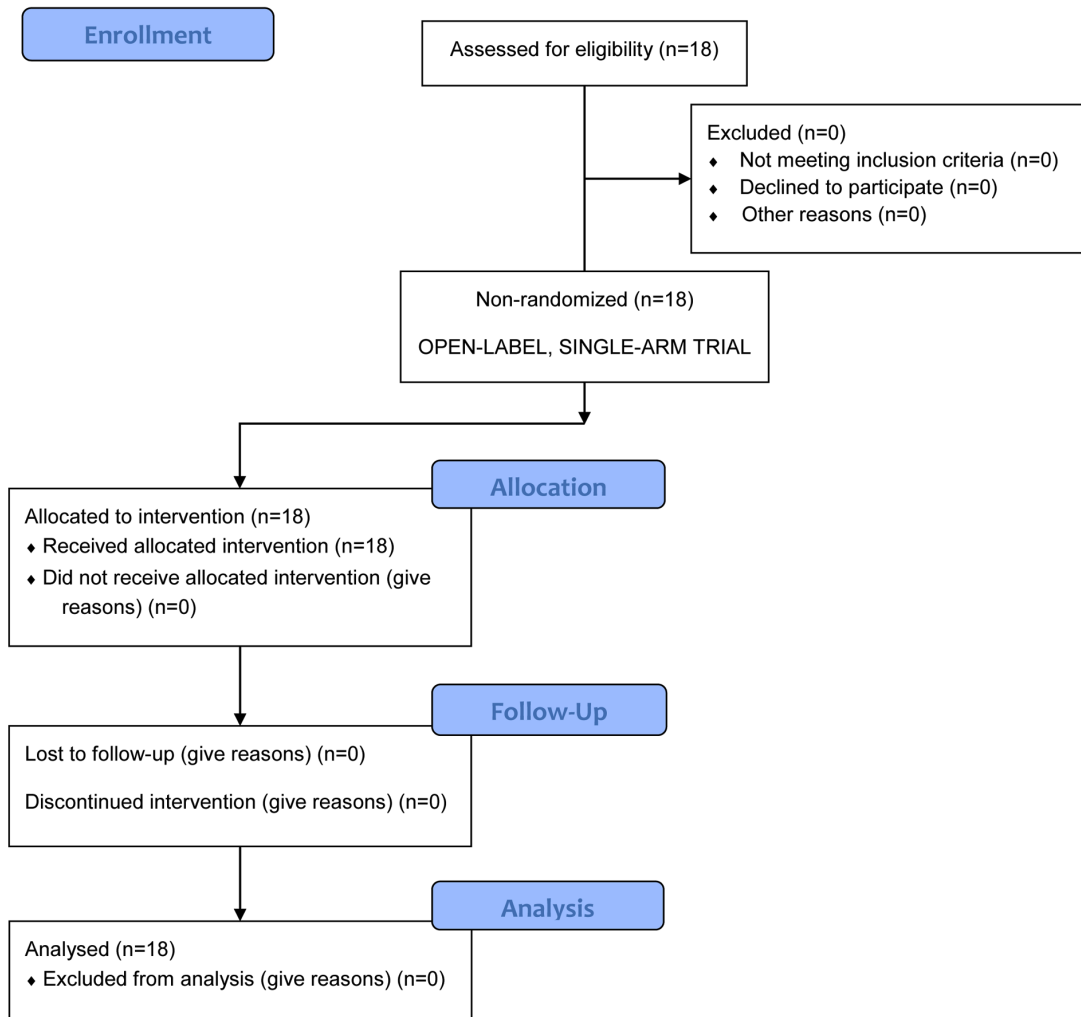 Enrollment
Assessed for eligibility (n=18)
Excluded (n=0)
♦ Not meeting inclusion criteria (n=0)
♦ Declined to participate (n=0)
♦ Other reasons (n=0)
Non-randomized (n=18)
OPEN-LABEL, SINGLE-ARM TRIAL
Allocation
Allocated to intervention (n=18)
♦ Received allocated intervention (n=18)
♦ Did not receive allocated intervention (give
reasons) (n=0)
Follow-Up
Lost to follow-up (give reasons) (n=0)
Discontinued intervention (give reasons) (n=0)
Analysis
Analysed (n=18)
♦ Excluded from analysis (give reasons) (n=0)